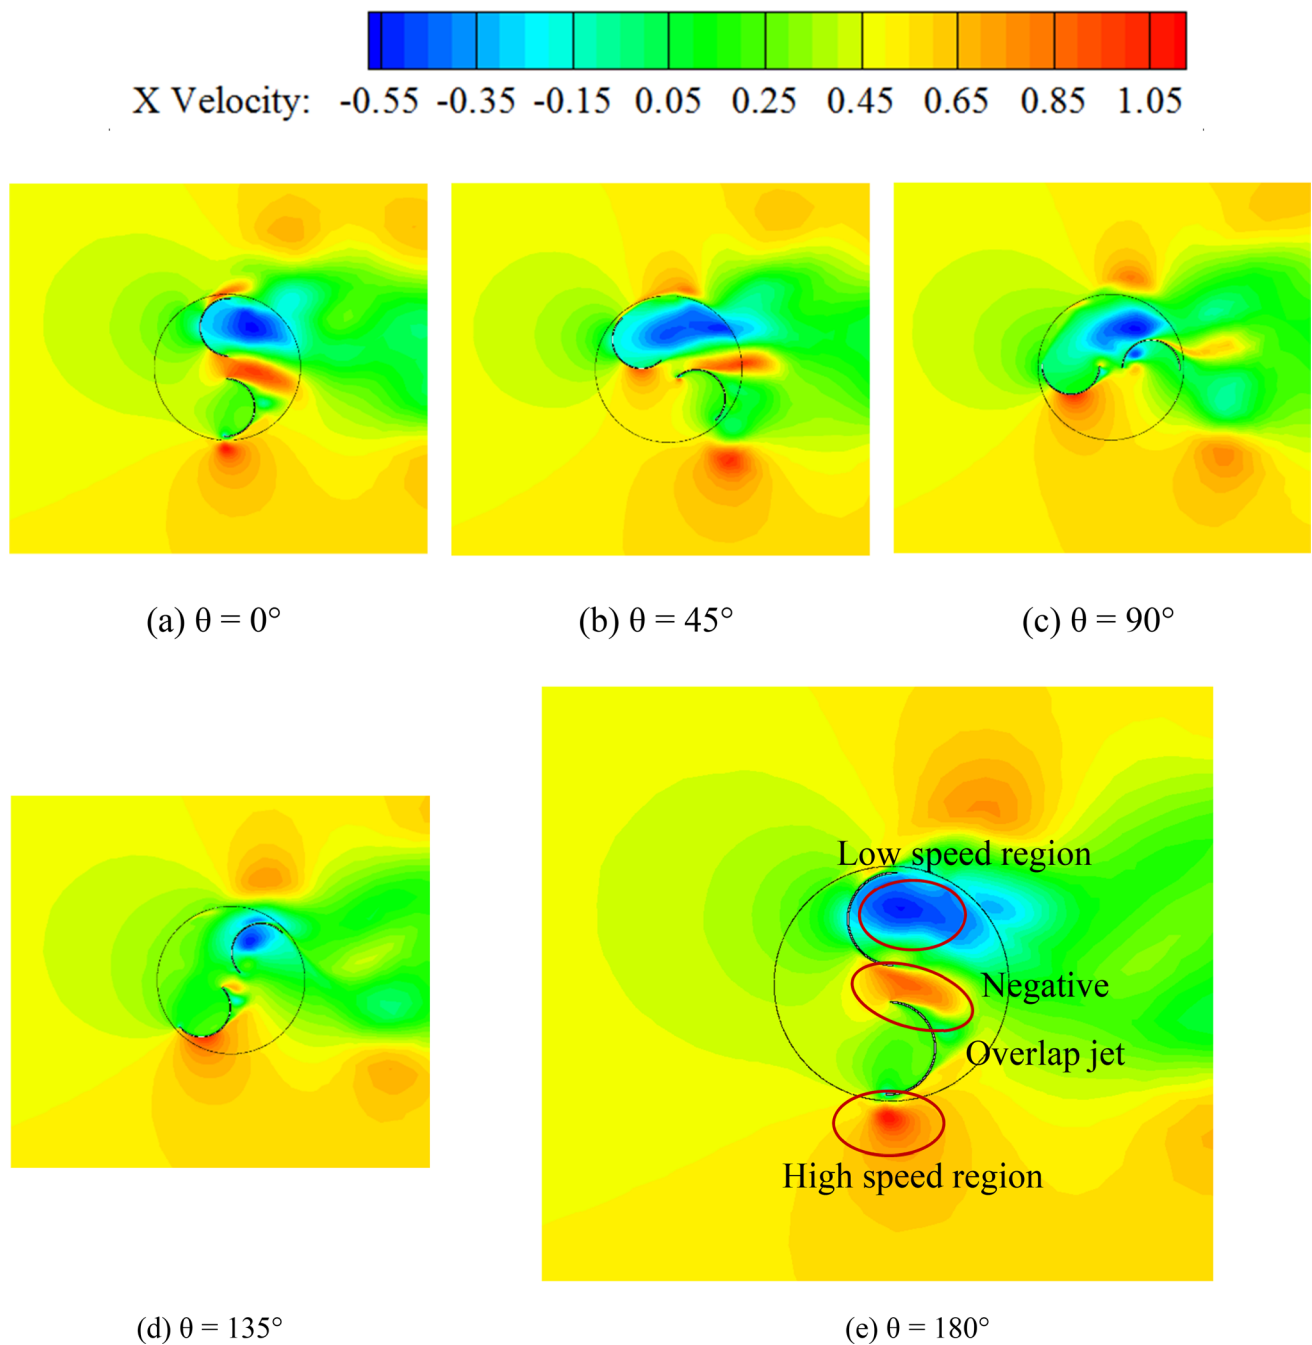 X Velocity: -0.55 -0.35 -0.15 0.05 0.25 0.45 0.65 0.85 1.05
(a) θ = 0°
(b) θ = 45°
(c) θ = 90°
Low speed region
Negative
Overlap jet
High speed region
(d) θ = 135°
(e) θ = 180°